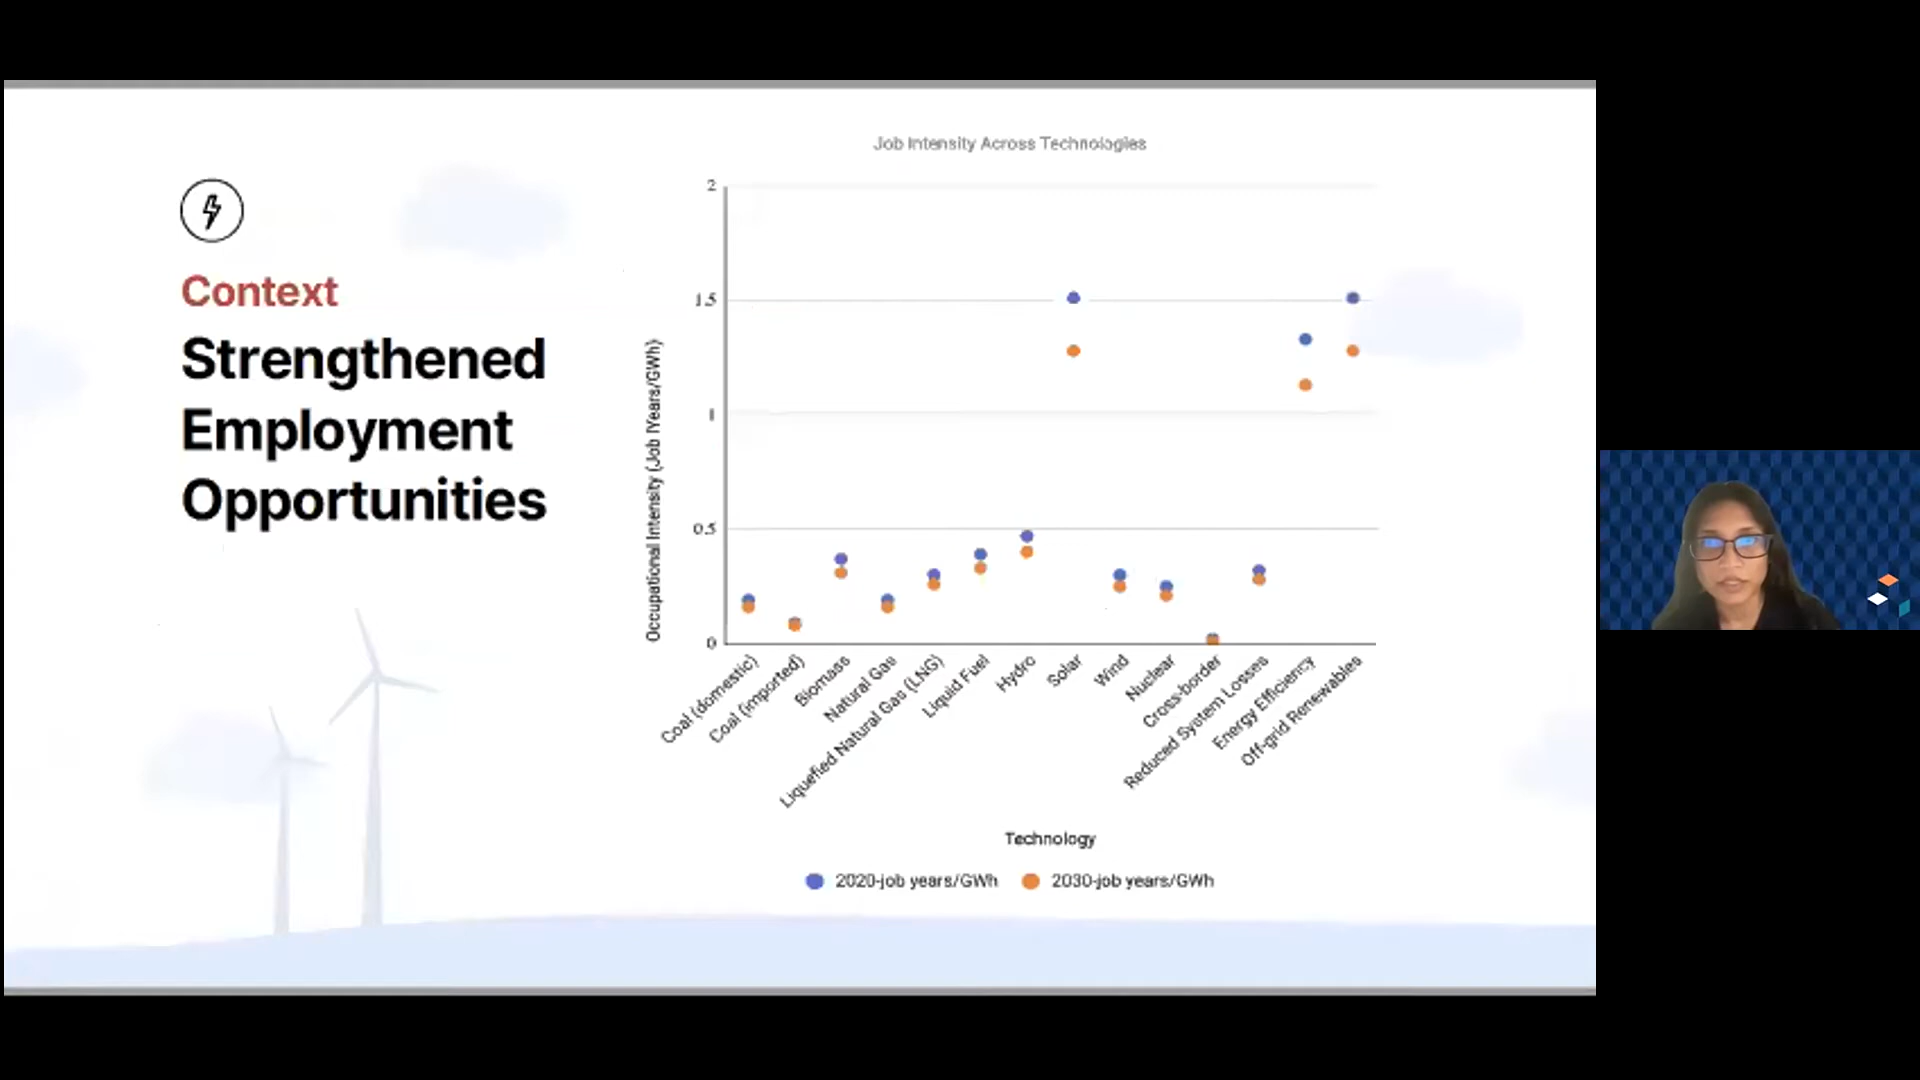 Context
Strengthened
Employment
Opportunities
Job Intensity Across Technologies
Occupational Intensity (Job IYears/GWh)
2
1.5
1
0.5
0
Coal (domestic)
Coal (imported)
Biomass
Natural Gas
Liquefied Natural Gas (LNG)
Liquid Fuel
Hydro
Solar
Wind
Nuclear
Cross-border
Reduced System Losses
Energy Efficiency
Off-grid Renewables
Technology
2020-job years/GWh
2030-job years/GWh